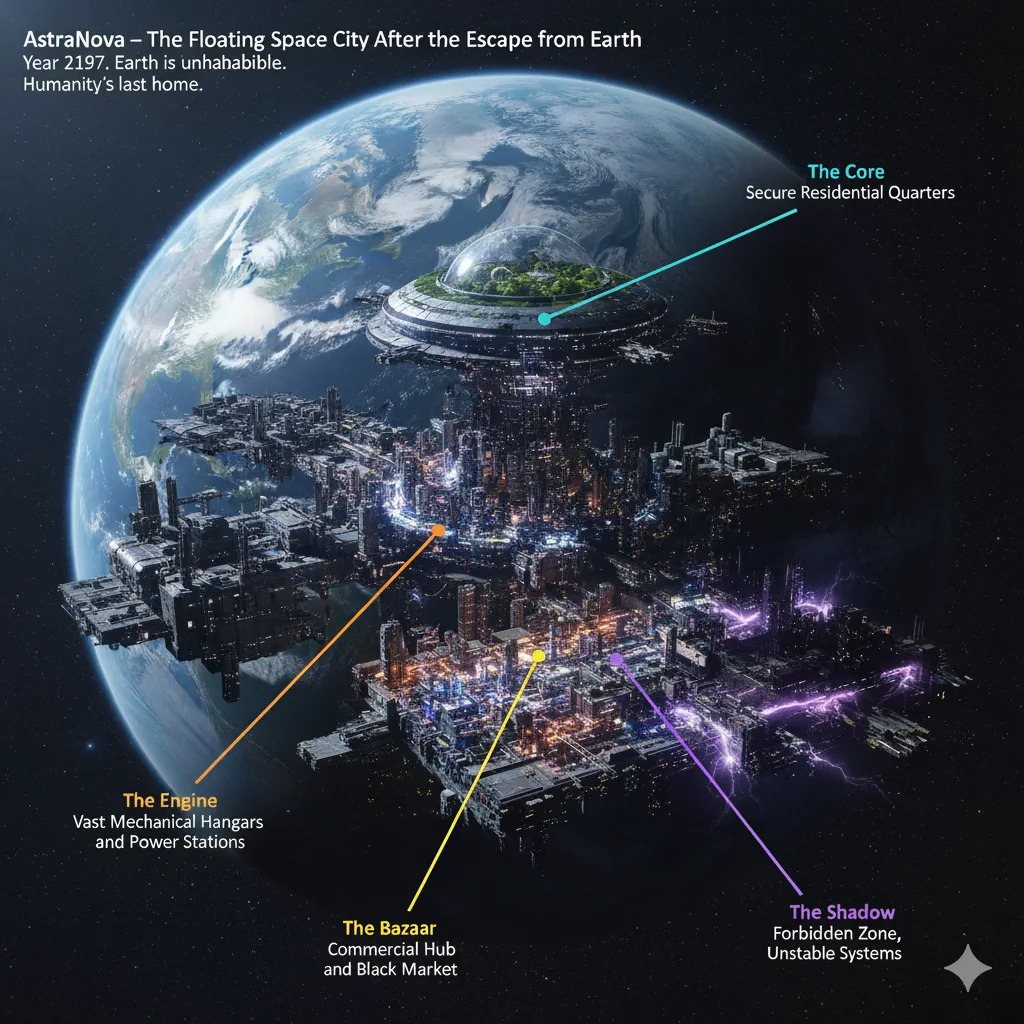 AstraNova – The Floating Space City After the Escape from Earth
Year 2197. Earth is unhahabible.
Humanity's last home.
The Core
Secure Residential Quarters
The Engine
Vast Mechanical Hangars
and Power Stations
The Bazaar
Commercial Hub
and Black Market
The Shadow
Forbidden Zone,
Unstable Systems